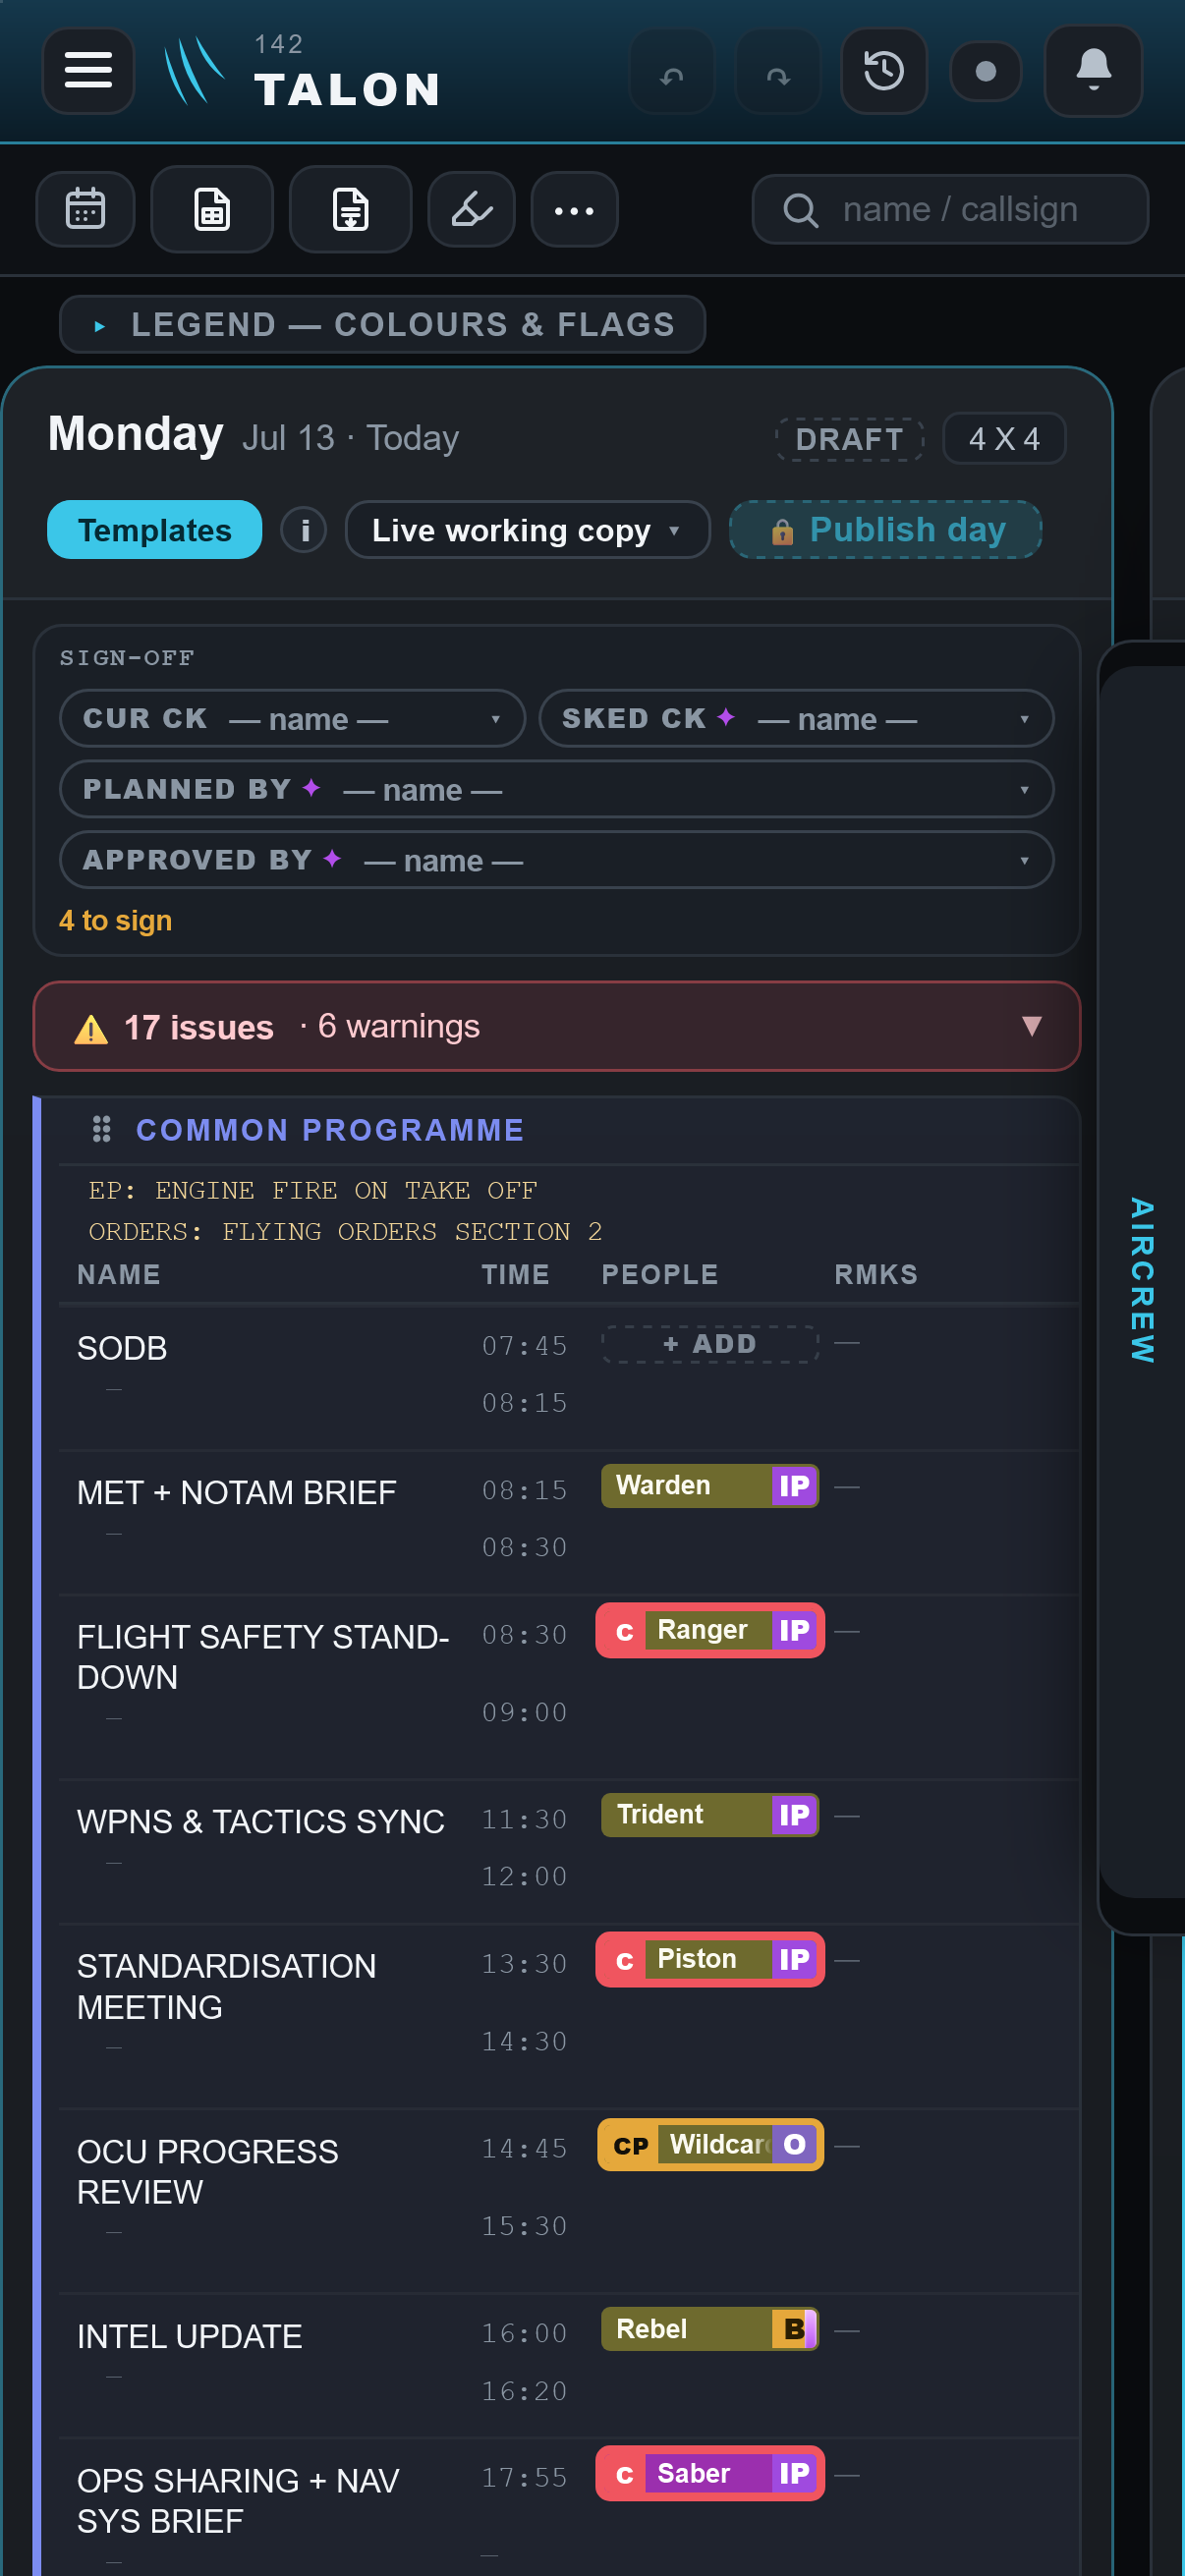 142
TALON
name / callsign
LEGEND — COLOURS & FLAGS
Monday Jul 13 · Today DRAFT 4 X 4
Templates i Live working copy Publish day
SIGN-OFF
CUR CK — name — SKED CK — name —
PLANNED BY — name —
APPROVED BY — name —
4 to sign
17 issues · 6 warnings
COMMON PROGRAMME
EP: ENGINE FIRE ON TAKE OFF
ORDERS: FLYING ORDERS SECTION 2
NAME TIME PEOPLE RMKS
SODB 07:45 + ADD —
— 08:15
MET + NOTAM BRIEF 08:15 Warden IP —
— 08:30
FLIGHT SAFETY STAND- 08:30 C Ranger IP —
DOWN
— 09:00
WPNS & TACTICS SYNC 11:30 Trident IP —
— 12:00
STANDARDISATION 13:30 C Piston IP —
MEETING
— 14:30
OCU PROGRESS 14:45 CP Wildcard O —
REVIEW
— 15:30
INTEL UPDATE 16:00 Rebel B —
— 16:20
OPS SHARING + NAV 17:55 C Saber IP —
SYS BRIEF
— —
AIRCREW